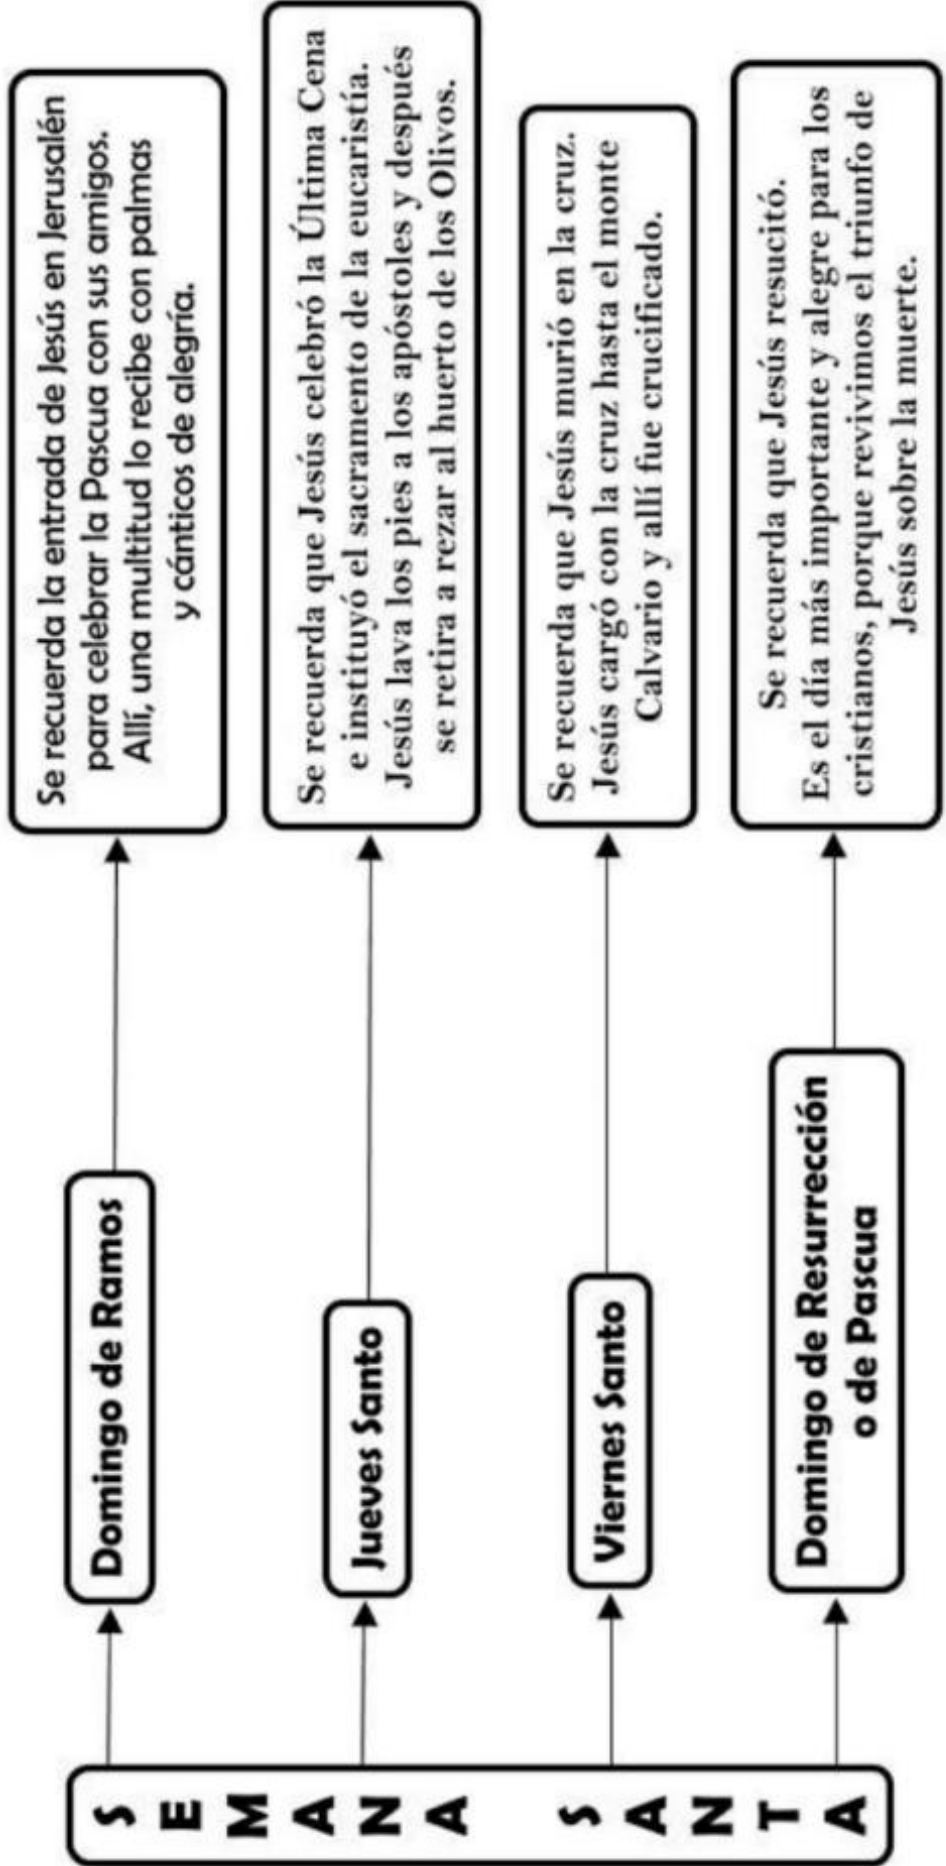 SEMANA SANTA
Domingo de Ramos
Se recuerda la entrada de Jesús en Jerusalén
para celebrar la Pascua con sus amigos.
Allí, una multitud lo recibe con palmas
y cánticos de alegría.
Jueves Santo
Se recuerda que Jesús celebró la Última Cena
e instituyó el sacramento de la eucaristía.
Jesús lava los pies a los apóstoles y después
se retira a rezar al huerto de los Olivos.
Viernes Santo
Se recuerda que Jesús murió en la cruz.
Jesús cargó con la cruz hasta el monte
Calvario y allí fue crucificado.
Domingo de Resurrección
o de Pascua
Se recuerda que Jesús resucitó.
Es el día más importante y alegre para los
cristianos, porque revivimos el triunfo de
Jesús sobre la muerte.